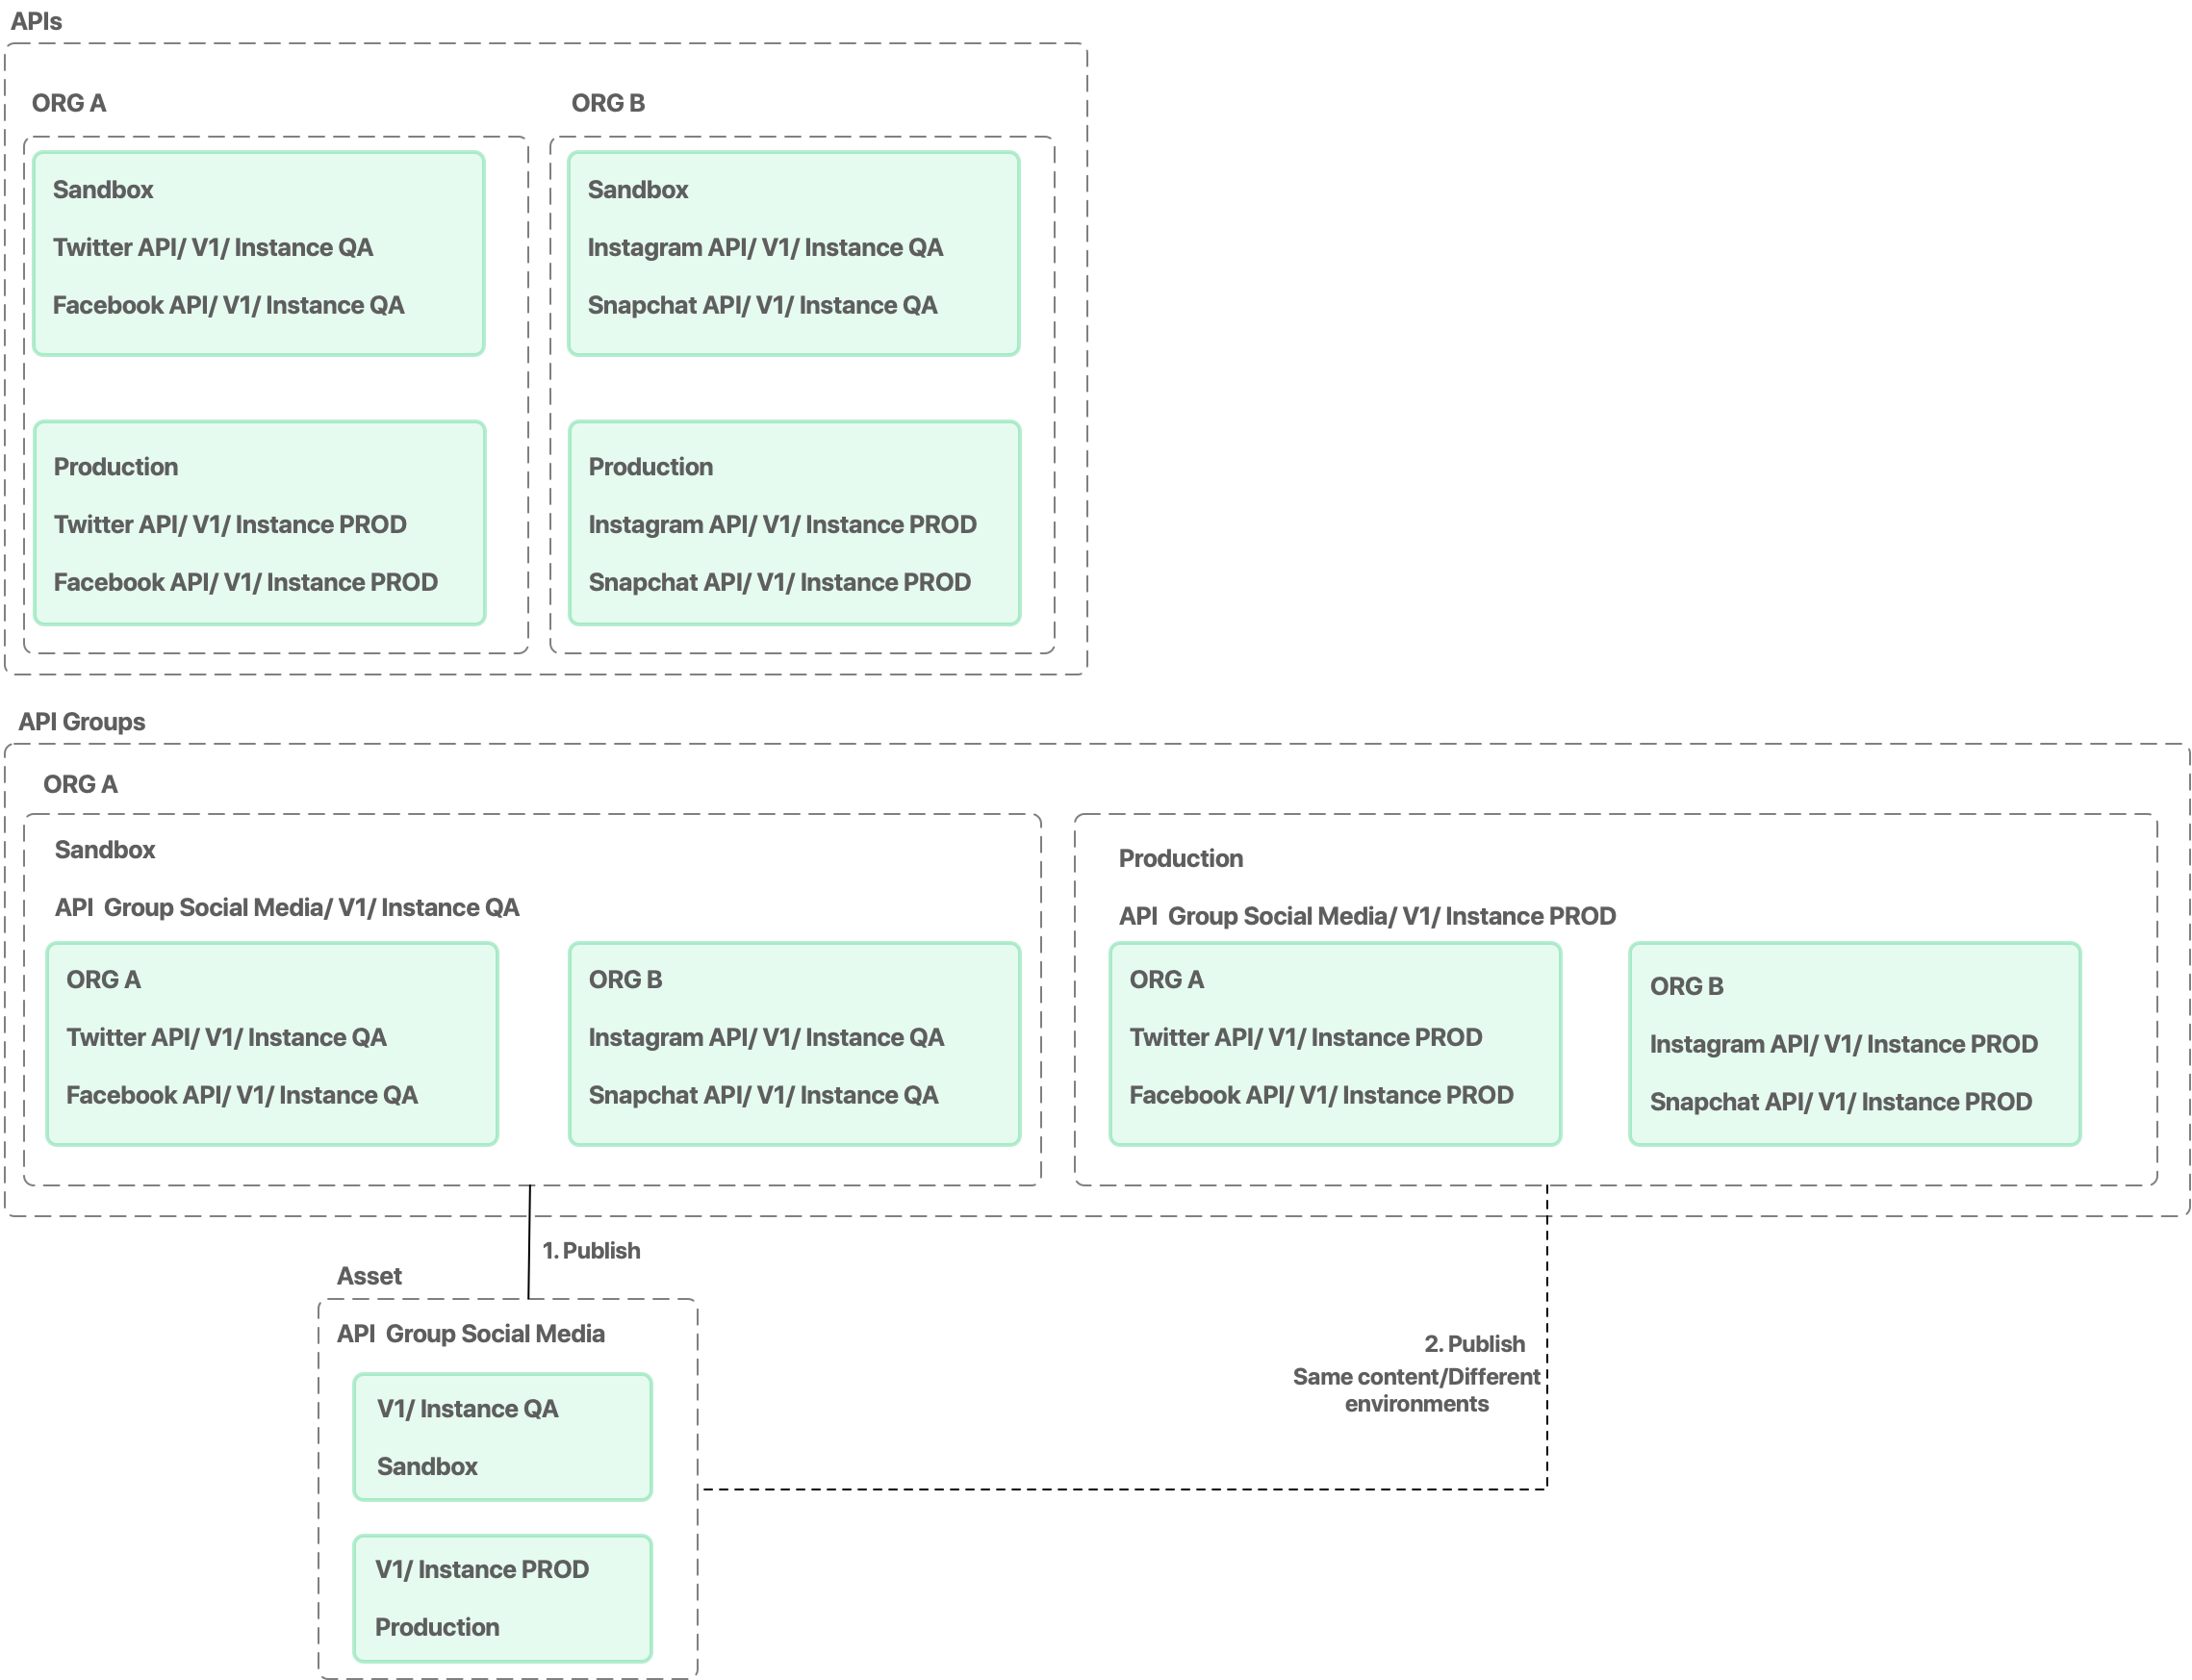 APIs
ORG A
Sandbox
Twitter API/ V1/ Instance QA
Facebook API/ V1/ Instance QA
Production
Twitter API/ V1/ Instance PROD
Facebook API/ V1/ Instance PROD
ORG B
Sandbox
Instagram API/ V1/ Instance QA
Snapchat API/ V1/ Instance QA
Production
Instagram API/ V1/ Instance PROD
Snapchat API/ V1/ Instance PROD
API Groups
ORG A
Sandbox
API  Group Social Media/ V1/ Instance QA
ORG A
Twitter API/ V1/ Instance QA
Facebook API/ V1/ Instance QA
ORG B
Instagram API/ V1/ Instance QA
Snapchat API/ V1/ Instance QA
Production
API  Group Social Media/ V1/ Instance PROD
ORG A
Twitter API/ V1/ Instance PROD
Facebook API/ V1/ Instance PROD
ORG B
Instagram API/ V1/ Instance PROD
Snapchat API/ V1/ Instance PROD
1. Publish
Asset
API  Group Social Media
V1/ Instance QA
Sandbox
V1/ Instance PROD
Production
2. Publish
Same content/Different
environments